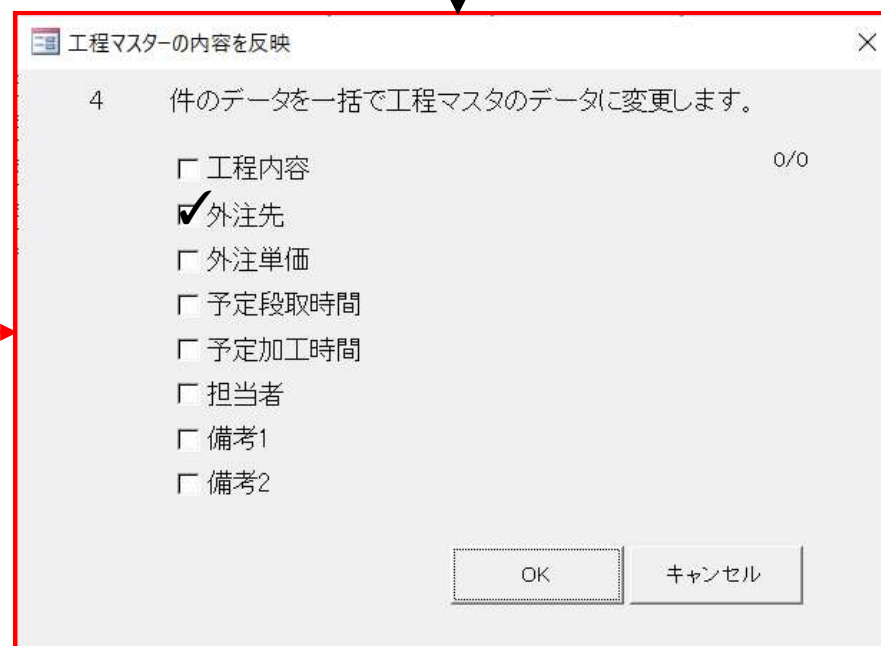 工程マスターの内容を反映
4 件のデータを一括で工程マスタのデータに変更します。
工程内容 0/0
外注先
外注単価
予定段取時間
予定加工時間
担当者
備考1
備考2
OK キャンセル